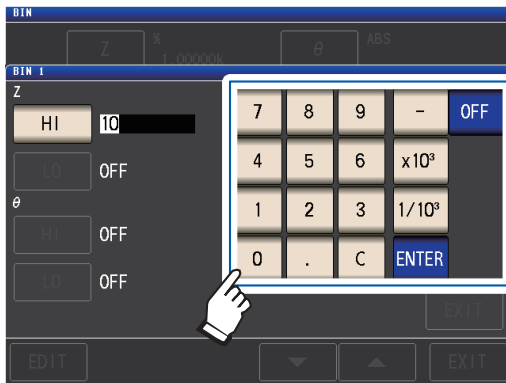 BIN
Z % 1.00000k θ ABS
BIN 1
Z
HI 10
LO OFF
θ
HI OFF
LO OFF
7 8 9 - OFF
4 5 6 x10³
1 2 3 1/10³
0 . C ENTER
EXIT
EDIT ▼ ▲ EXIT